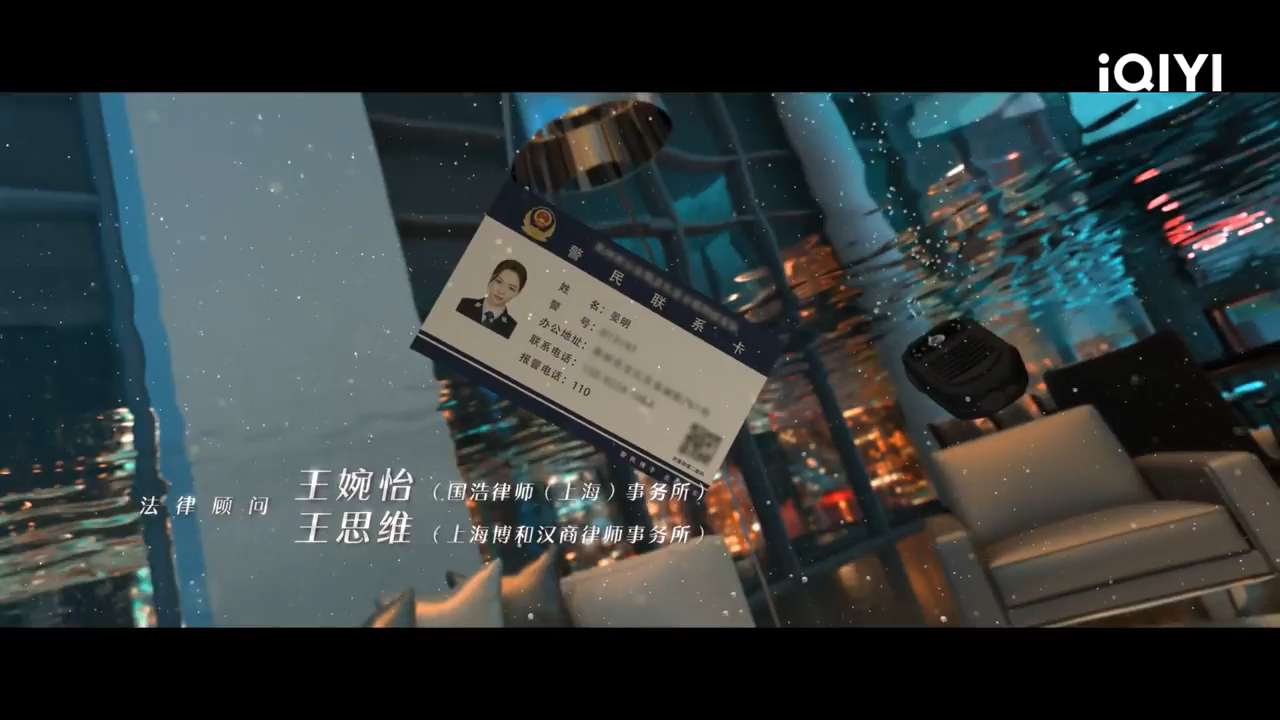 iQIYI
警民联系卡
姓 名：晏明
警 号：
办公地址：
联系电话：
报警电话：110
法律顾问 王婉怡（国浩律师（上海）事务所）
王思维（上海博和汉商律师事务所）